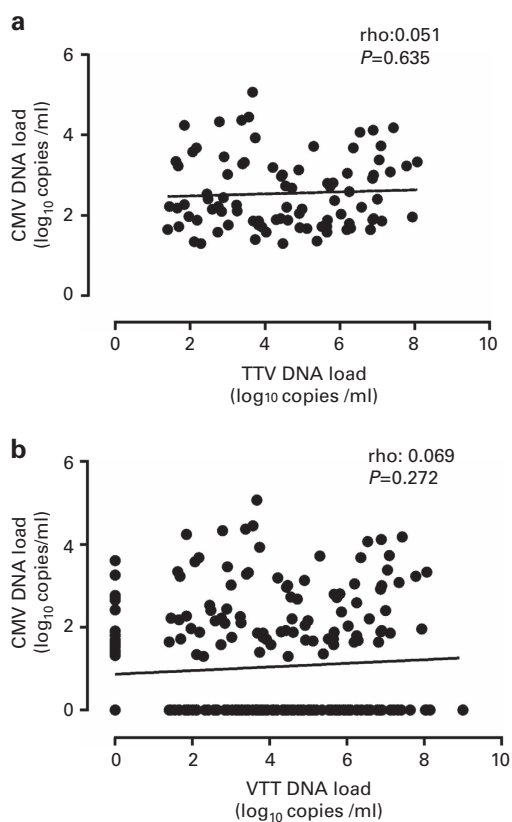 a
rho:0.051
P=0.635
6
4
2
0
CMV DNA load
(log10 copies /ml)
0 2 4 6 8 10
TTV DNA load
(log10 copies /ml)
b
rho: 0.069
P=0.272
6
4
2
0
CMV DNA load
(log10 copies/ml)
0 2 4 6 8 10
VTT DNA load
(log10 copies /ml)